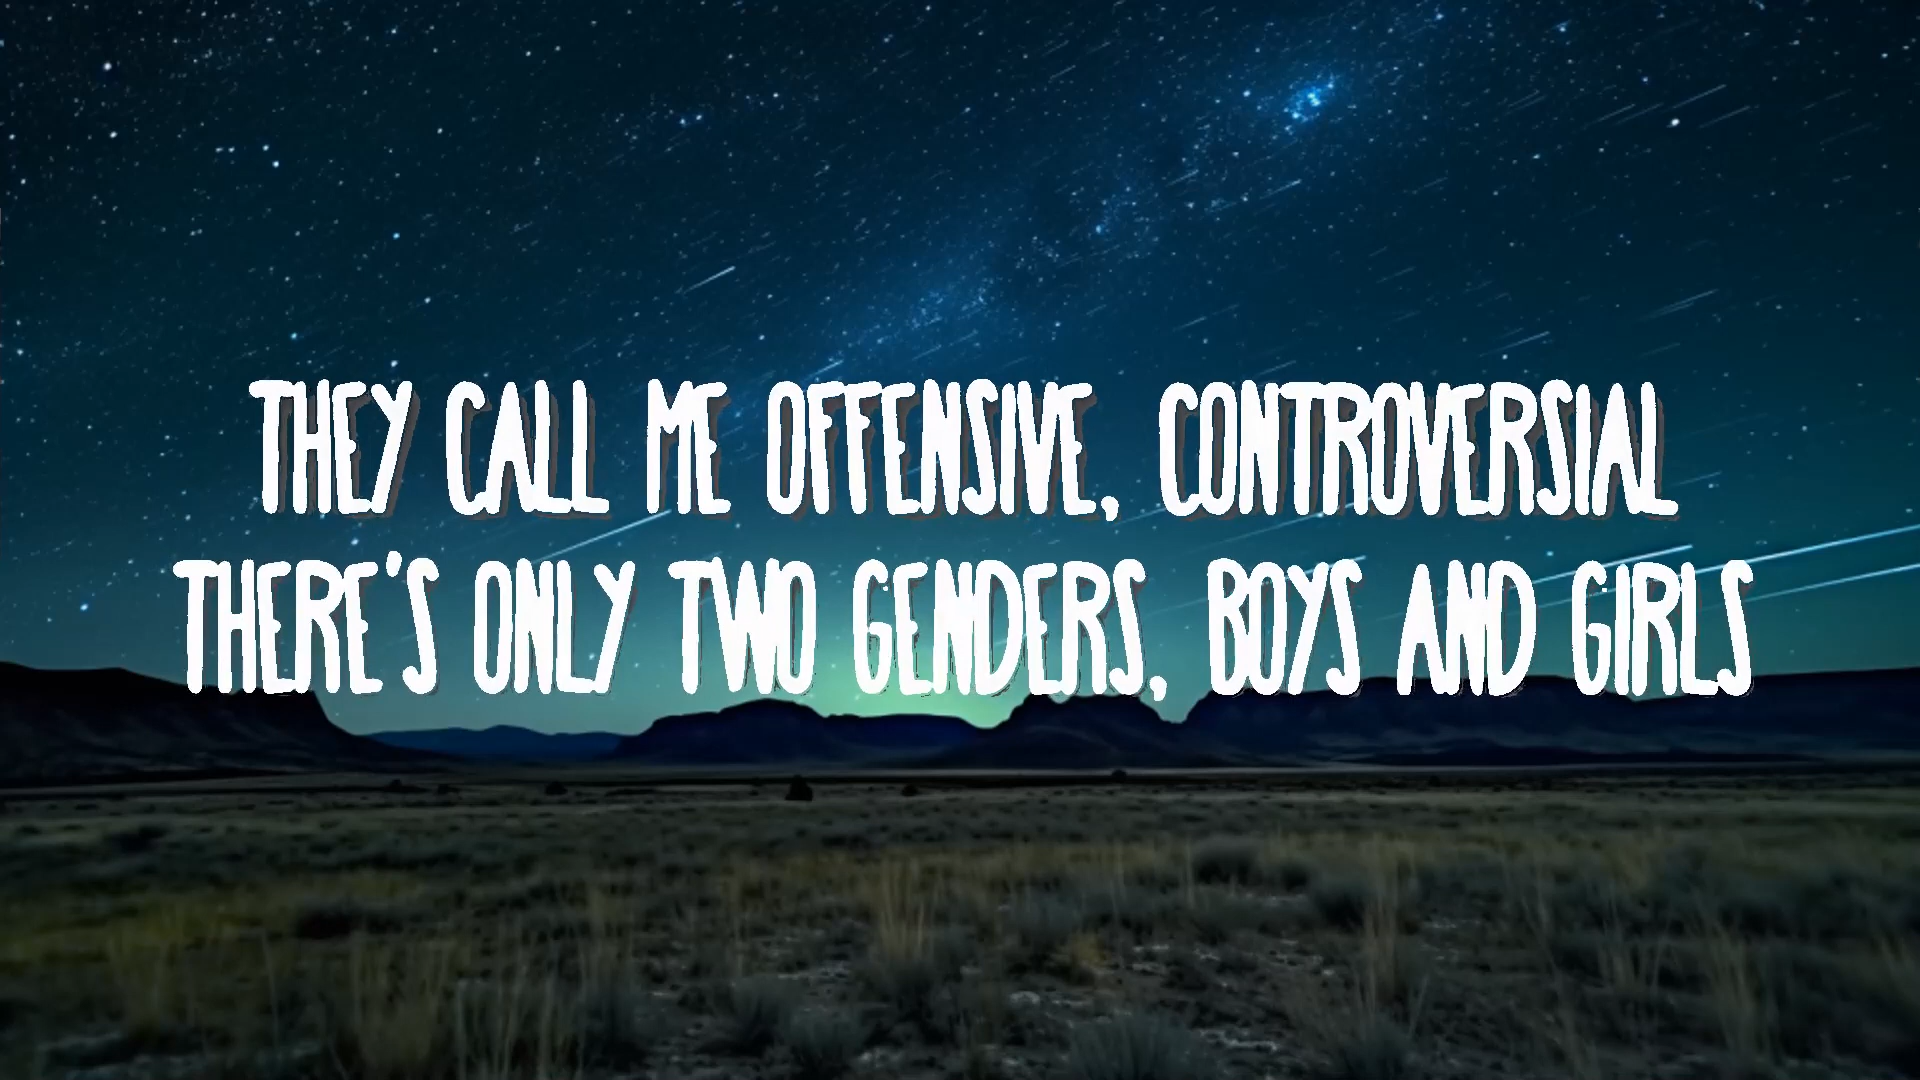 THEY CALL ME OFFENSIVE, CONTROVERSIAL
THERE'S ONLY TWO GENDERS, BOYS AND GIRLS